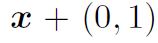 𝒙 + (0, 1)